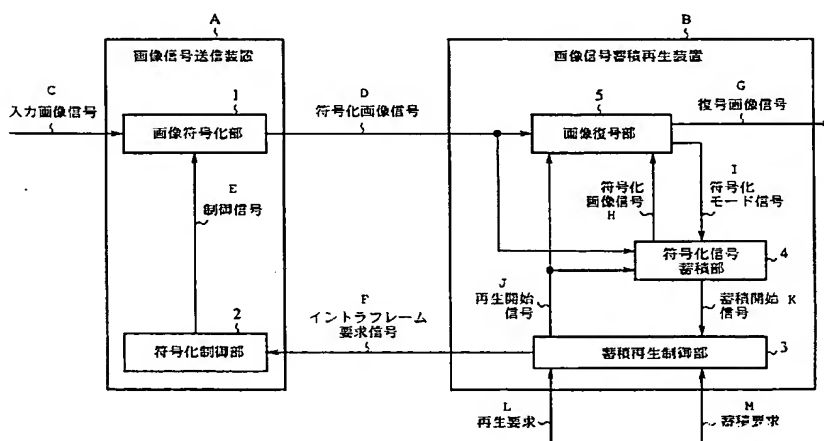 A
画像信号送信装置
C
入力画像信号
1
画像符号化部
E
制御信号
2
符号化制御部
D
符号化画像信号
F
イントラフレーム
要求信号
B
画像信号蓄積再生装置
5
画像復号部
G
復号画像信号
符号化
画像信号
H
I
符号化
モード信号
符号化信号
蓄積部
4
J
再生開始
信号
蓄積開始 K
信号
蓄積再生制御部
3
L
再生要求
M
蓄積要求